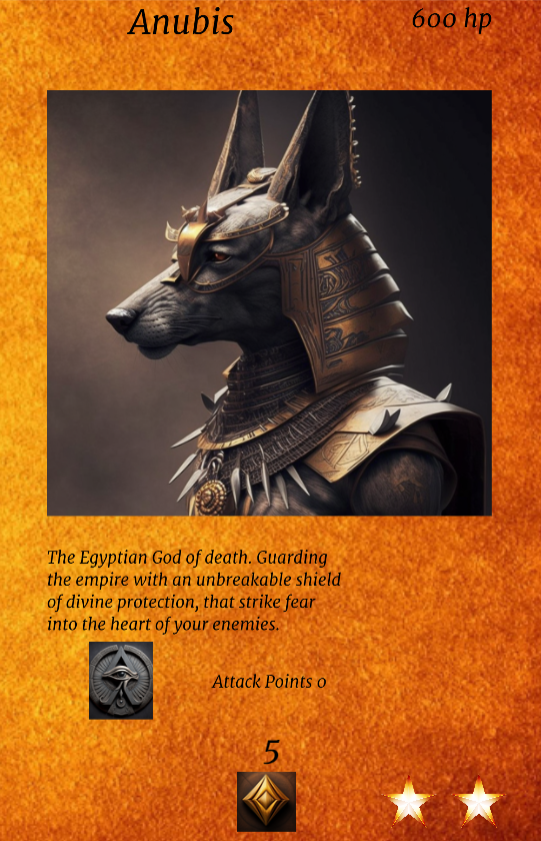 Anubis
600 hp
The Egyptian God of death. Guarding
the empire with an unbreakable shield
of divine protection, that strike fear
into the heart of your enemies.
Attack Points 0
5